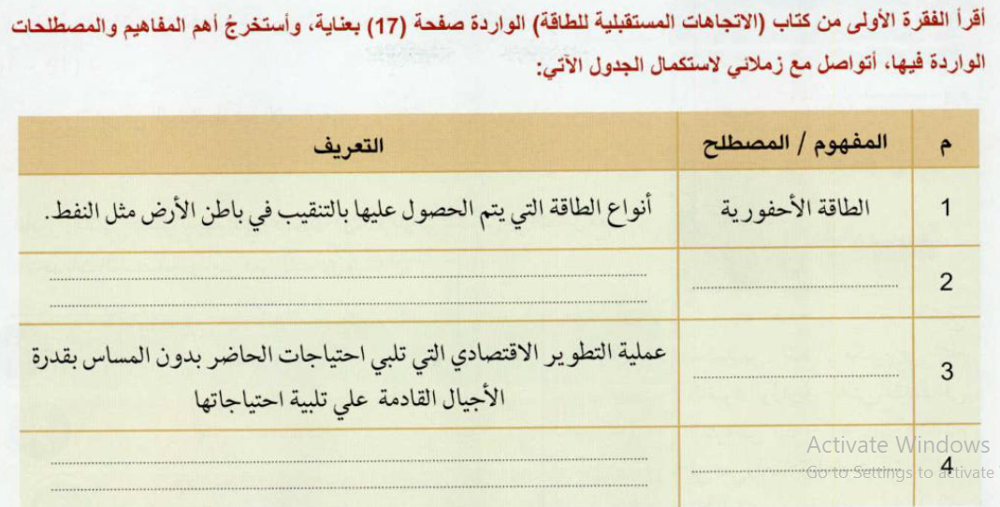 أقرأ الفقرة الأولى من كتاب (الاتجاهات المستقبلية للطاقة) الواردة صفحة (17) بعناية، وأستخرجُ أهم المفاهيم والمصطلحات
الواردة فيها، أتواصل مع زملائي لاستكمال الجدول الآتي:
م المفهوم / المصطلح التعريف
1 الطاقة الأحفورية أنواع الطاقة التي يتم الحصول عليها بالتنقيب في باطن الأرض مثل النفط.
2
عملية التطوير الاقتصادي التي تلبي احتياجات الحاضر بدون المساس بقدرة
3
الأجيال القادمة علي تلبية احتياجاتها
Activate Windows
4
Go to Settings to activate